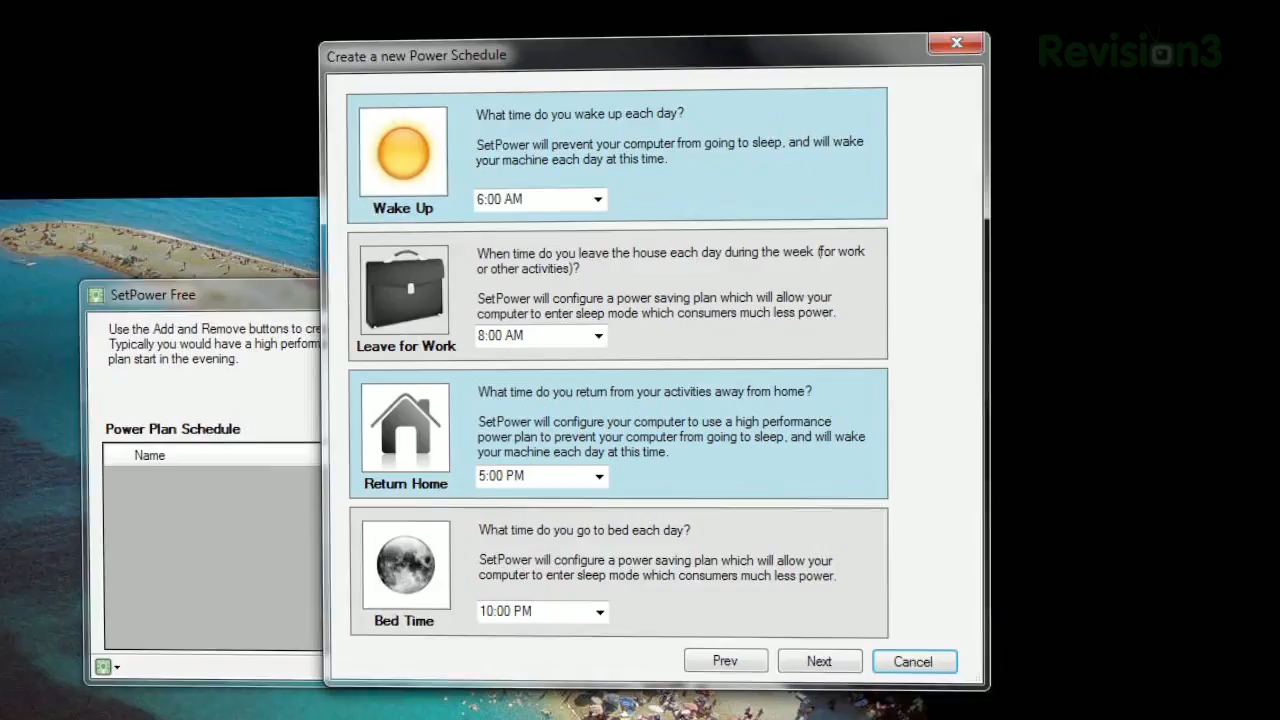 Revision3
Create a new Power Schedule
What time do you wake up each day?
SetPower will prevent your computer from going to sleep, and will wake
your machine each day at this time.
6:00 AM
Wake Up
When time do you leave the house each day during the week (for work
or other activities)?
SetPower will configure a power saving plan which will allow your
computer to enter sleep mode which consumers much less power.
8:00 AM
Leave for Work
What time do you return from your activities away from home?
SetPower will configure your computer to use a high performance
power plan to prevent your computer from going to sleep, and will wake
your machine each day at this time.
5:00 PM
Return Home
What time do you go to bed each day?
SetPower will configure a power saving plan which will allow your
computer to enter sleep mode which consumers much less power.
10:00 PM
Bed Time
Prev
Next
Cancel
SetPower Free
Use the Add and Remove buttons to cre
Typically you would have a high perform
plan start in the evening.
Power Plan Schedule
Name